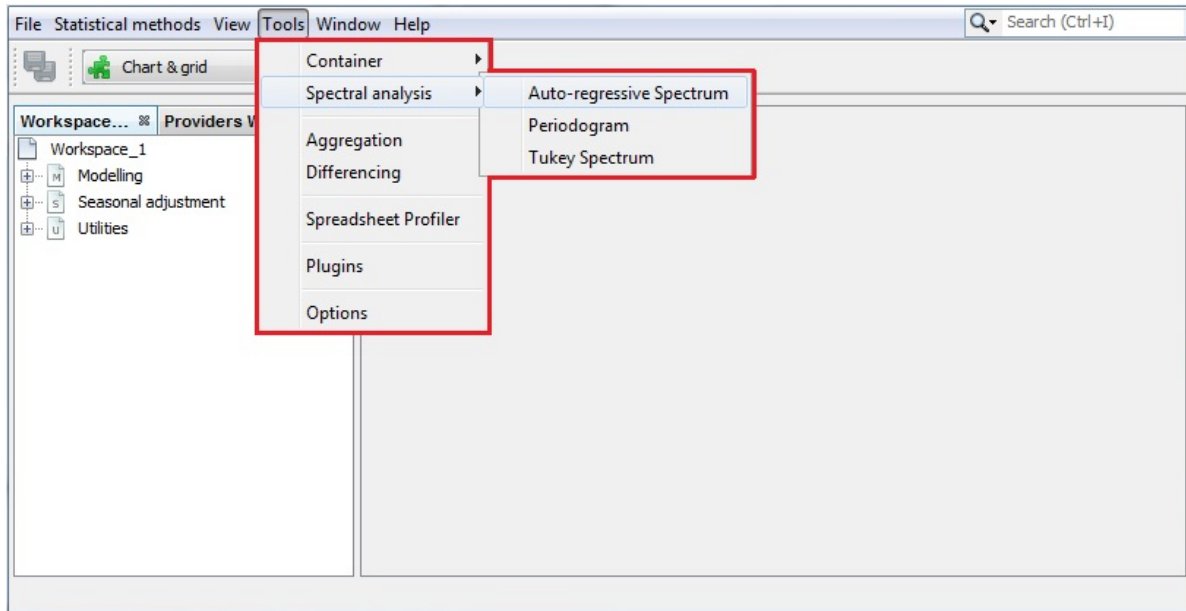 File Statistical methods View Tools Window Help
Search (Ctrl+I)
Chart & grid
Workspace... Providers
Workspace_1
M Modelling
S Seasonal adjustment
U Utilities
Container
Spectral analysis
Aggregation
Differencing
Spreadsheet Profiler
Plugins
Options
Auto-regressive Spectrum
Periodogram
Tukey Spectrum